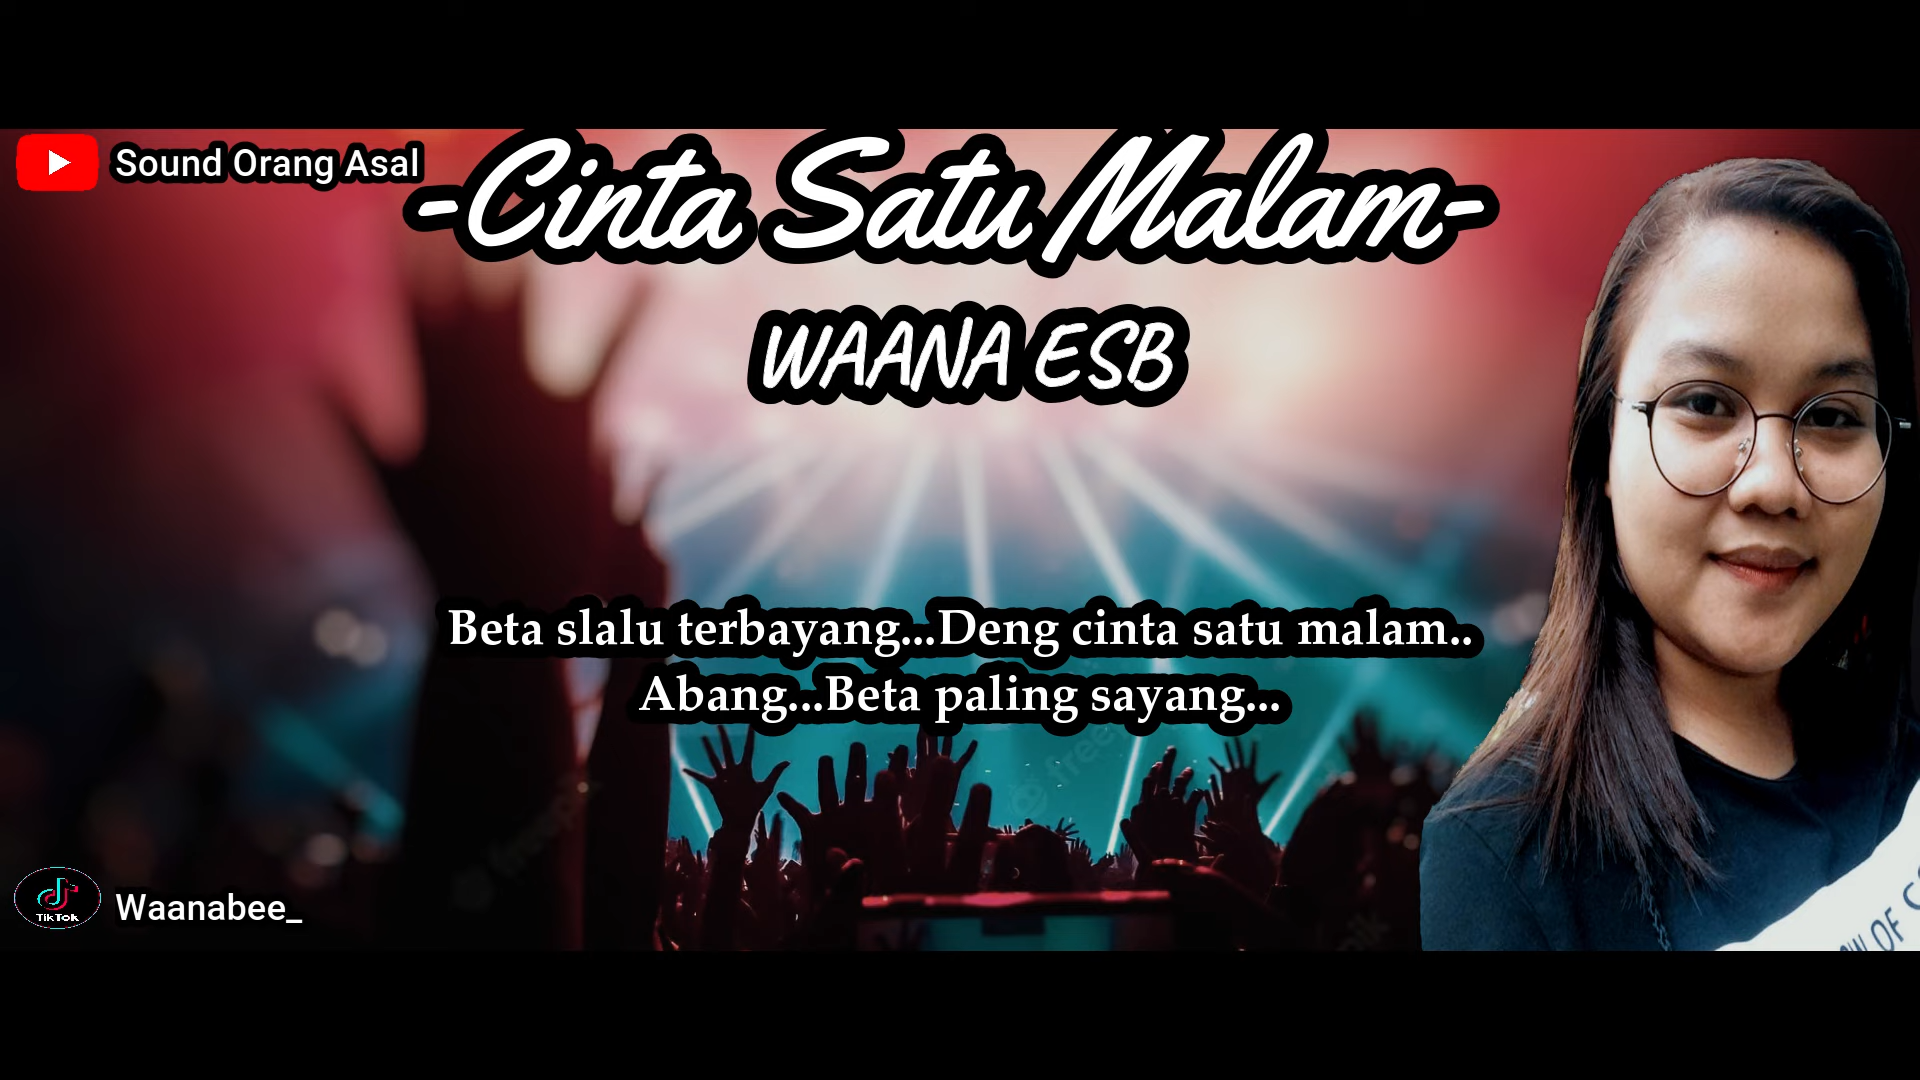 Sound Orang Asal
-Cinta Satu Malam-
WAANA ESB
Beta slalu terbayang...Deng cinta satu malam..
Abang...Beta paling sayang...
TikTok
Waanabee_
OF